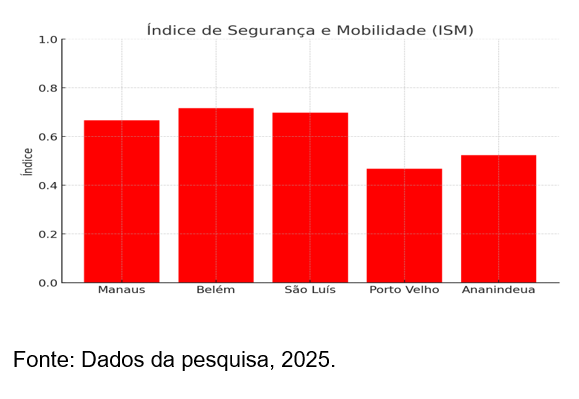 Índice de Segurança e Mobilidade (ISM)
1.0
0.8
0.6
0.4
0.2
0.0
Índice
Manaus Belém São Luís Porto Velho Ananindeua
Fonte: Dados da pesquisa, 2025.